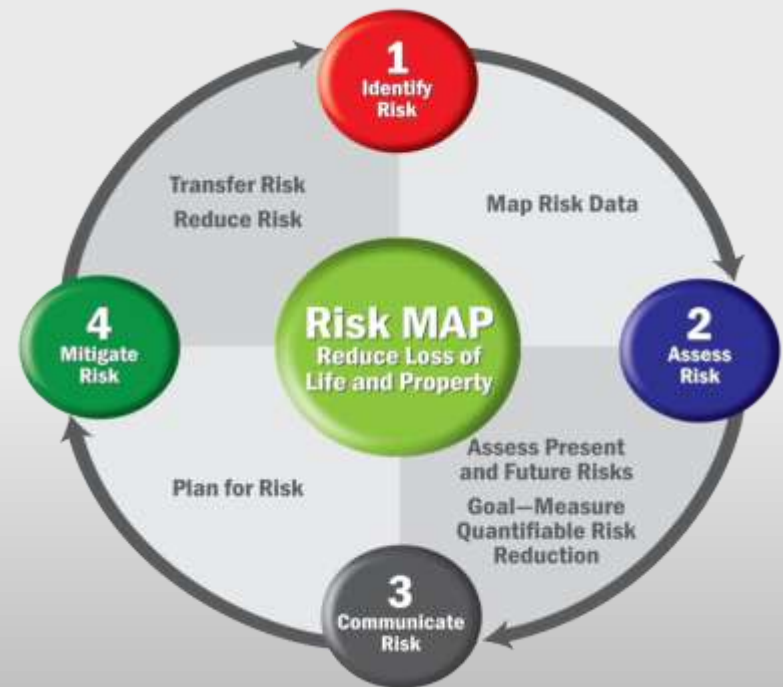 1
Identify
Risk
Map Risk Data
2
Assess
Risk
Assess Present
and Future Risks
Goal—Measure
Quantifiable Risk
Reduction
3
Communicate
Risk
Plan for Risk
4
Mitigate
Risk
Transfer Risk
Reduce Risk
Risk MAP
Reduce Loss of
Life and Property